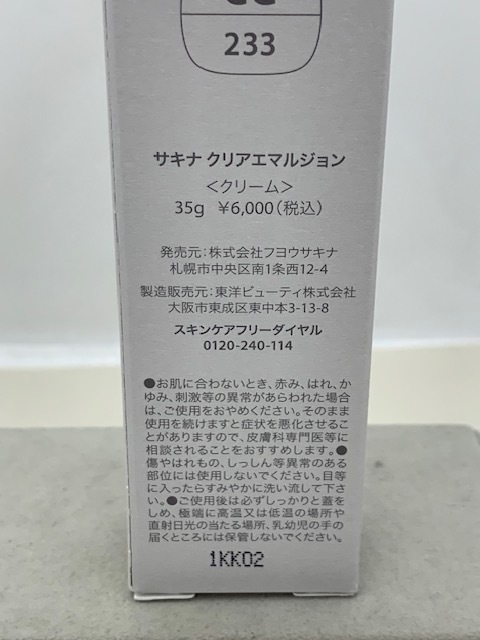 233
サキナ クリアエマルジョン
＜クリーム＞
35g ¥6,000（税込）
発売元：株式会社フヨウサキナ
札幌市中央区南1条西12-4
製造販売元：東洋ビューティ株式会社
大阪市東成区東中本3-13-8
スキンケアフリーダイヤル
0120-240-114
●お肌に合わないとき、赤み、はれ、か
ゆみ、刺激等の異常があらわれた場合
は、ご使用をおやめください。そのまま
使用を続けますと症状を悪化させるこ
とがありますので、皮膚科専門医等に
相談されることをおすすめします。●
傷やはれもの、しっしん等異常のある
部位には使用しないでください。目等
に入ったらすみやかに洗い流して下さ
い。●ご使用後は必ずしっかりと蓋を
しめ、極端に高温又は低温の場所や
直射日光の当たる場所、乳幼児の手の
届くところには保管しないでください。
1KK02